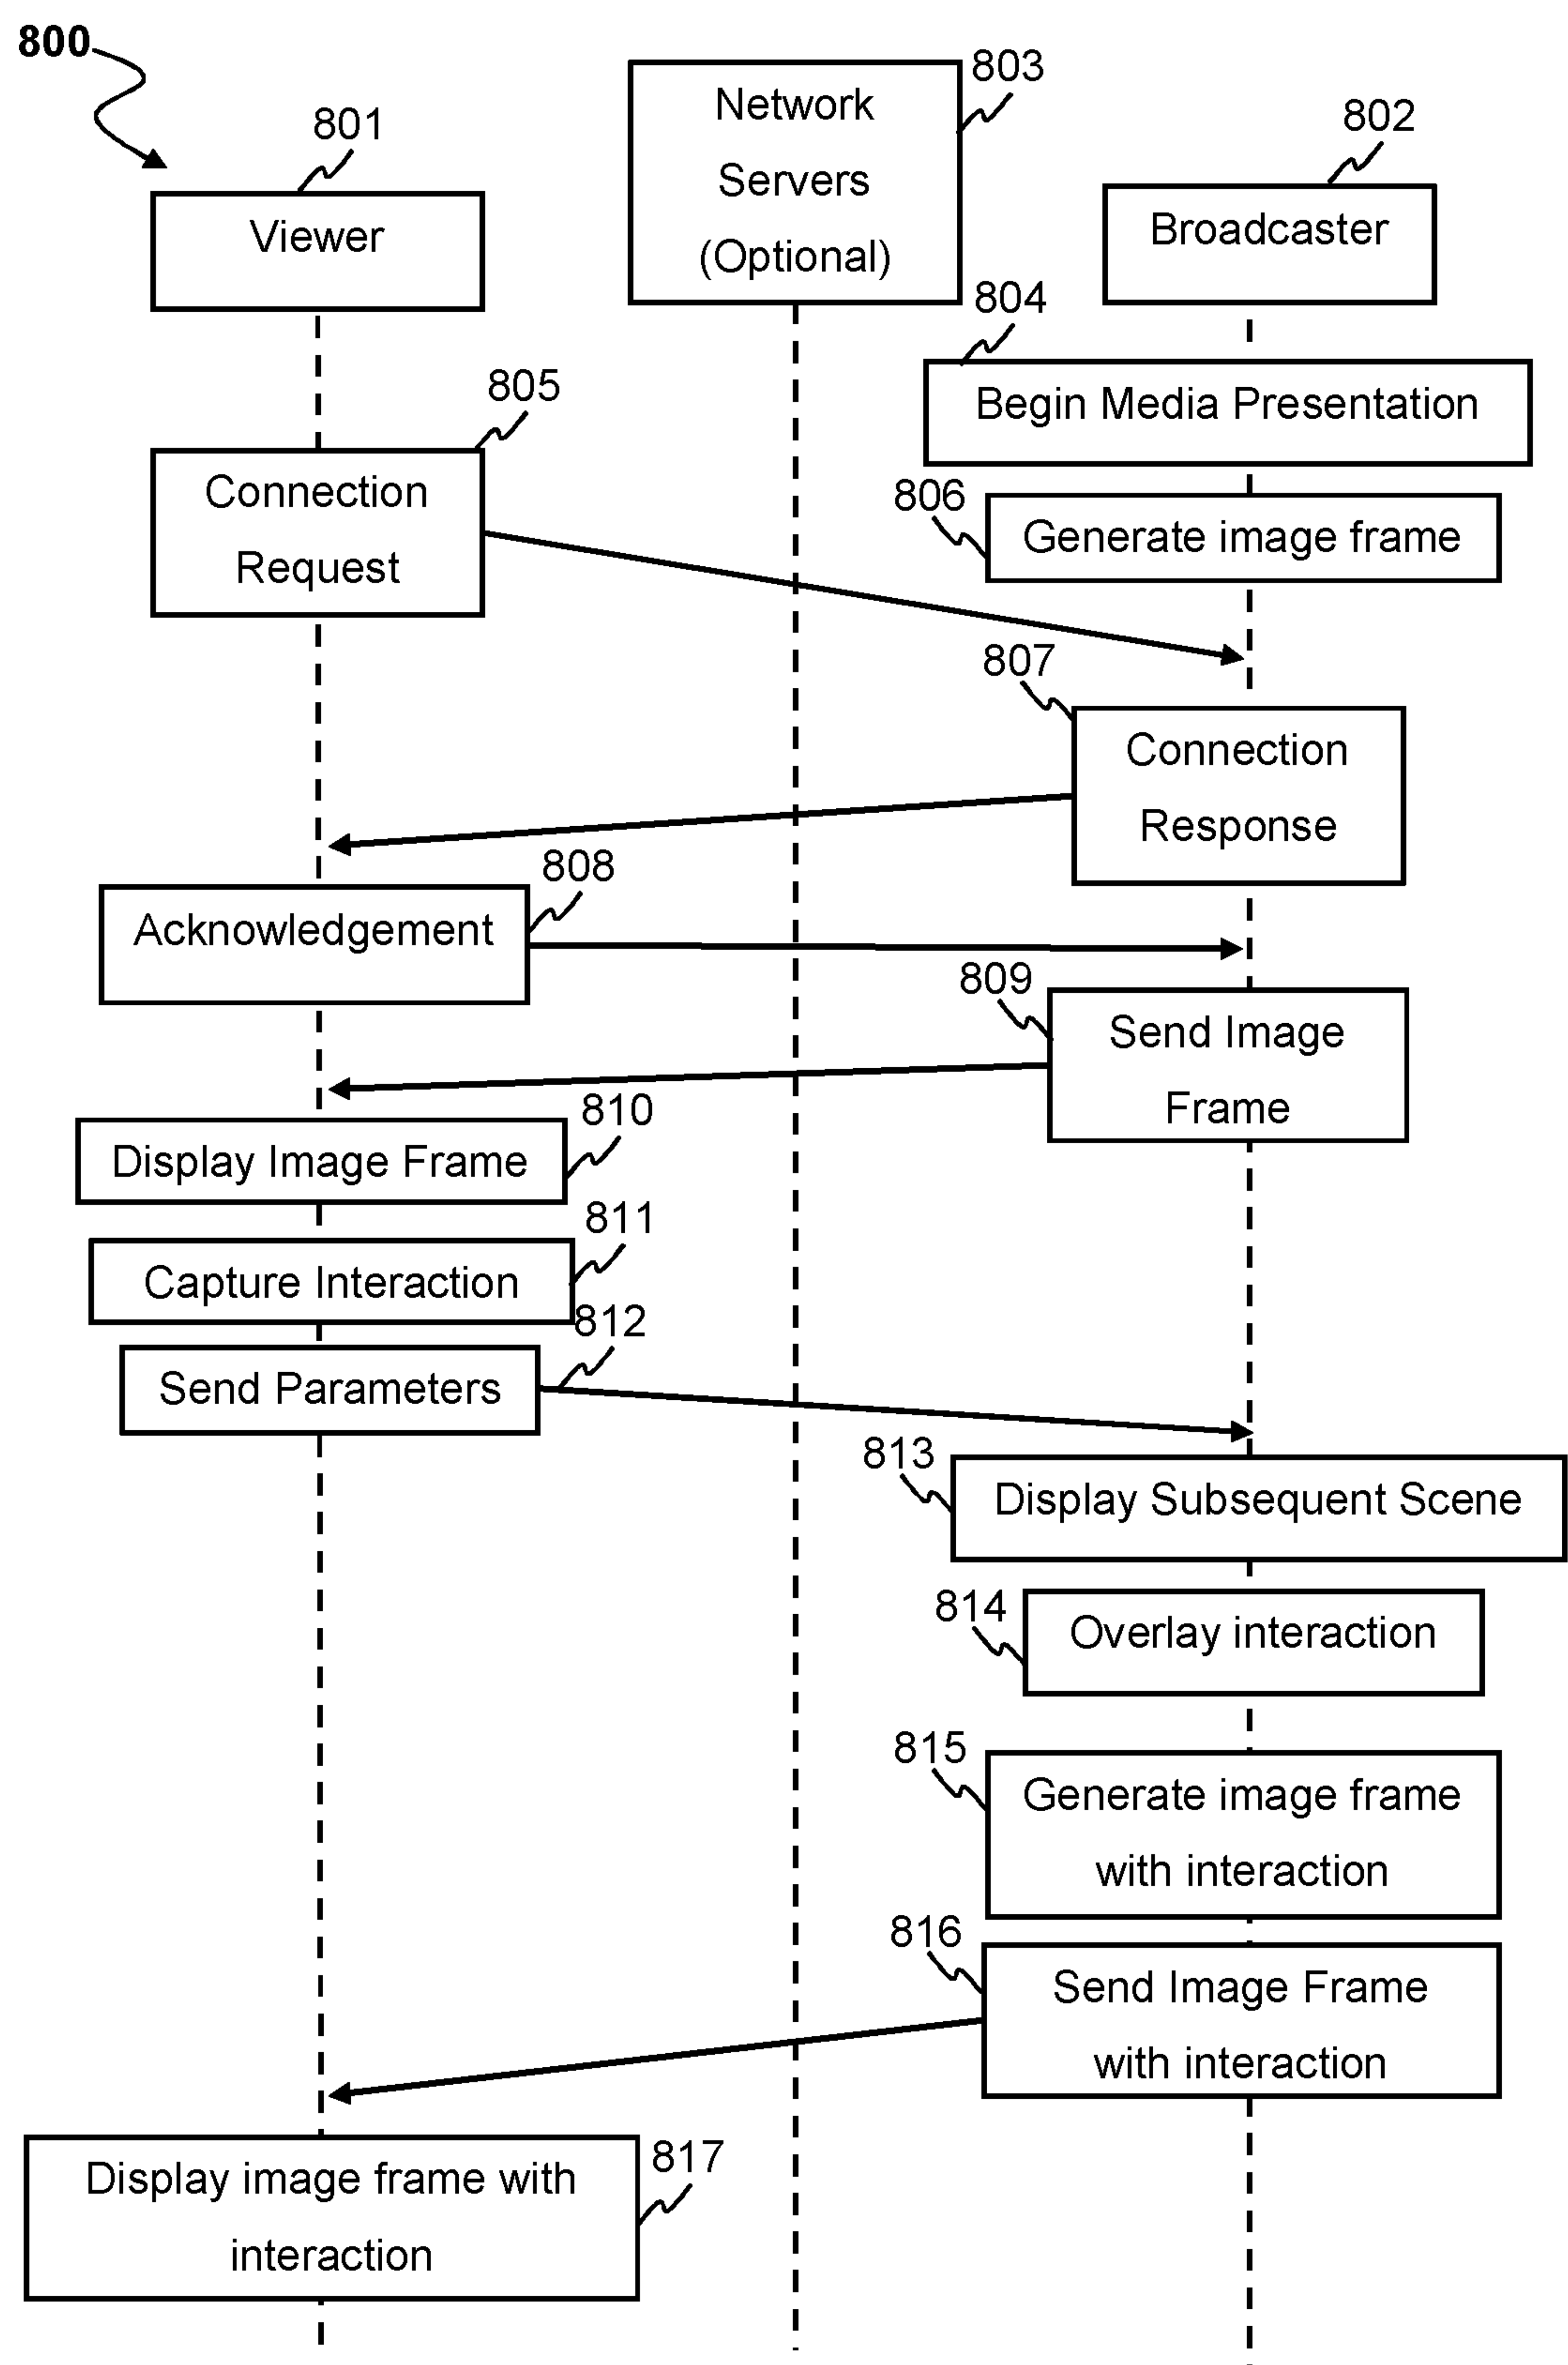 800
801
Viewer
803
Network
Servers
(Optional)
802
Broadcaster
804
Begin Media Presentation
805
Connection
Request
806
Generate image frame
807
Connection
Response
808
Acknowledgement
809
Send Image
Frame
810
Display Image Frame
811
Capture Interaction
812
Send Parameters
813
Display Subsequent Scene
814
Overlay interaction
815
Generate image frame
with interaction
816
Send Image Frame
with interaction
817
Display image frame with
interaction